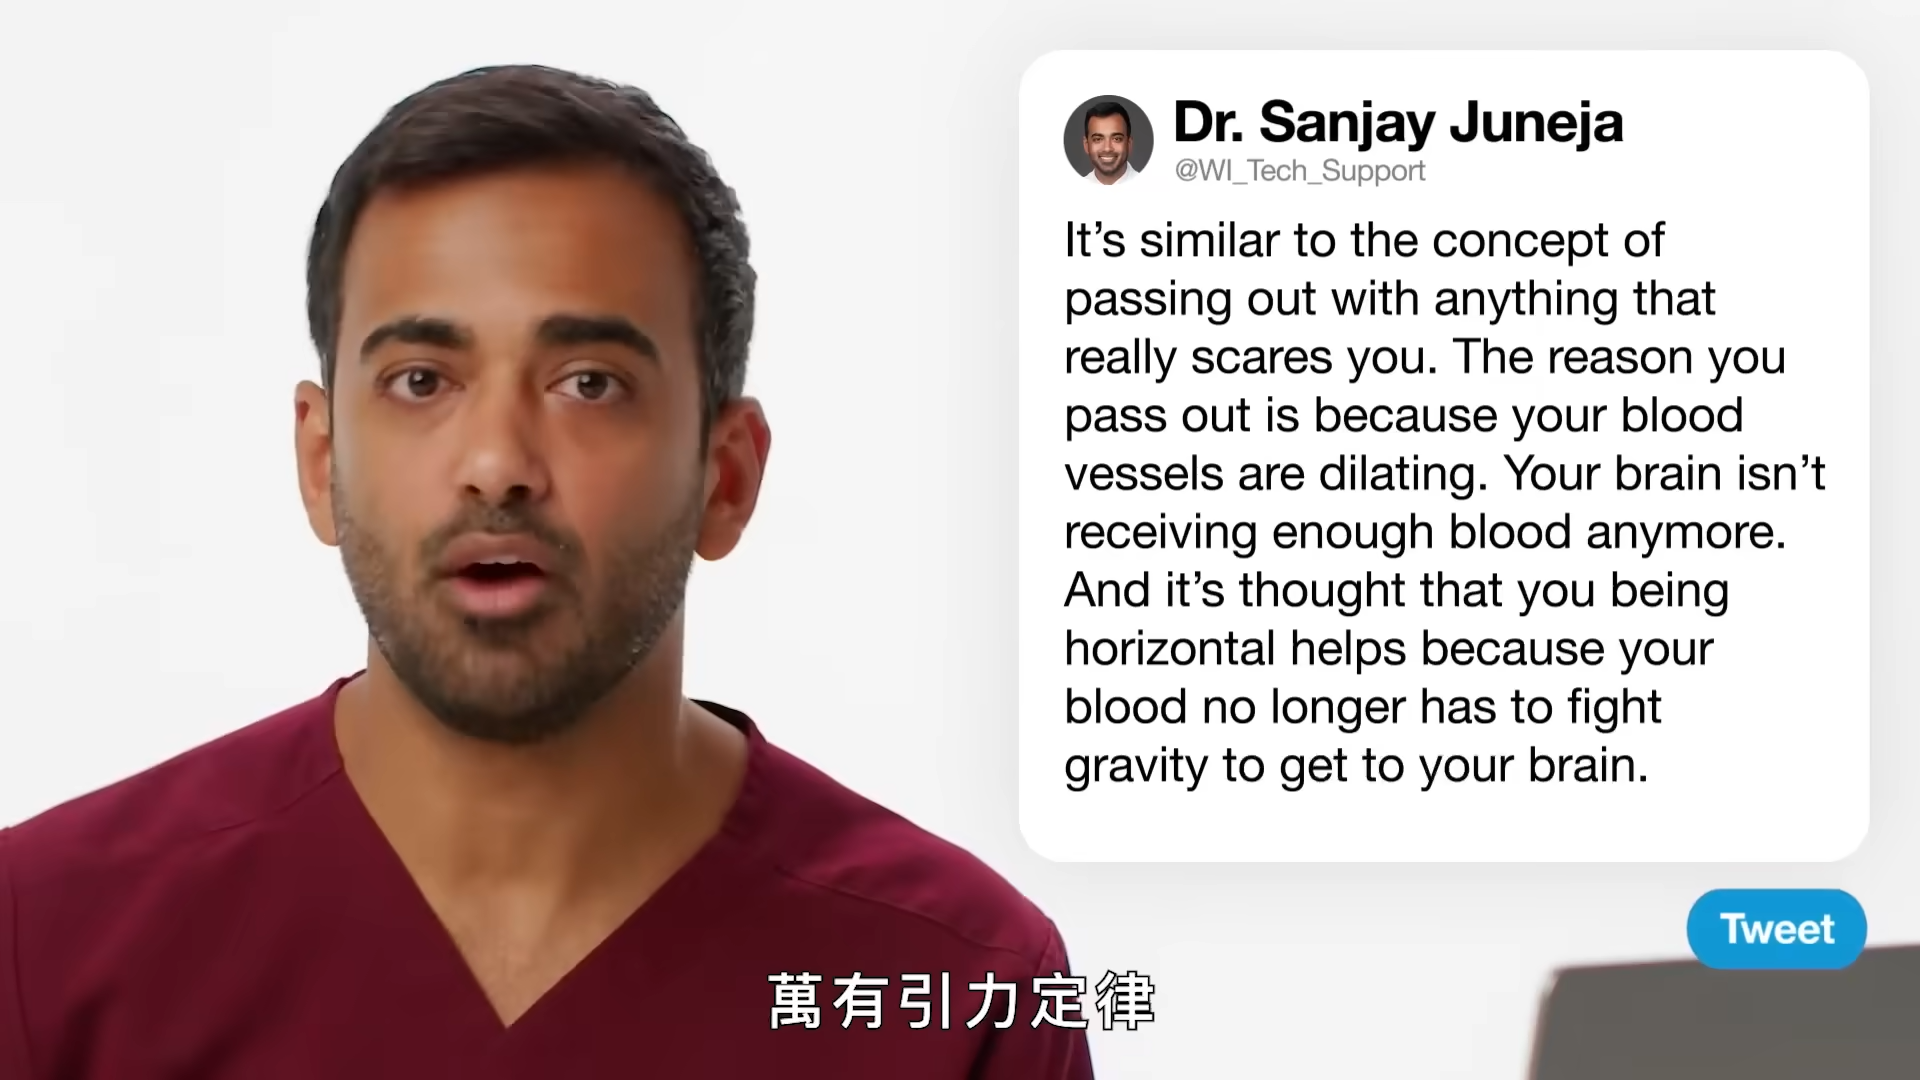 Dr. Sanjay Juneja
@WI_Tech_Support
It’s similar to the concept of
passing out with anything that
really scares you. The reason you
pass out is because your blood
vessels are dilating. Your brain isn’t
receiving enough blood anymore.
And it’s thought that you being
horizontal helps because your
blood no longer has to fight
gravity to get to your brain.
Tweet
萬有引力定律